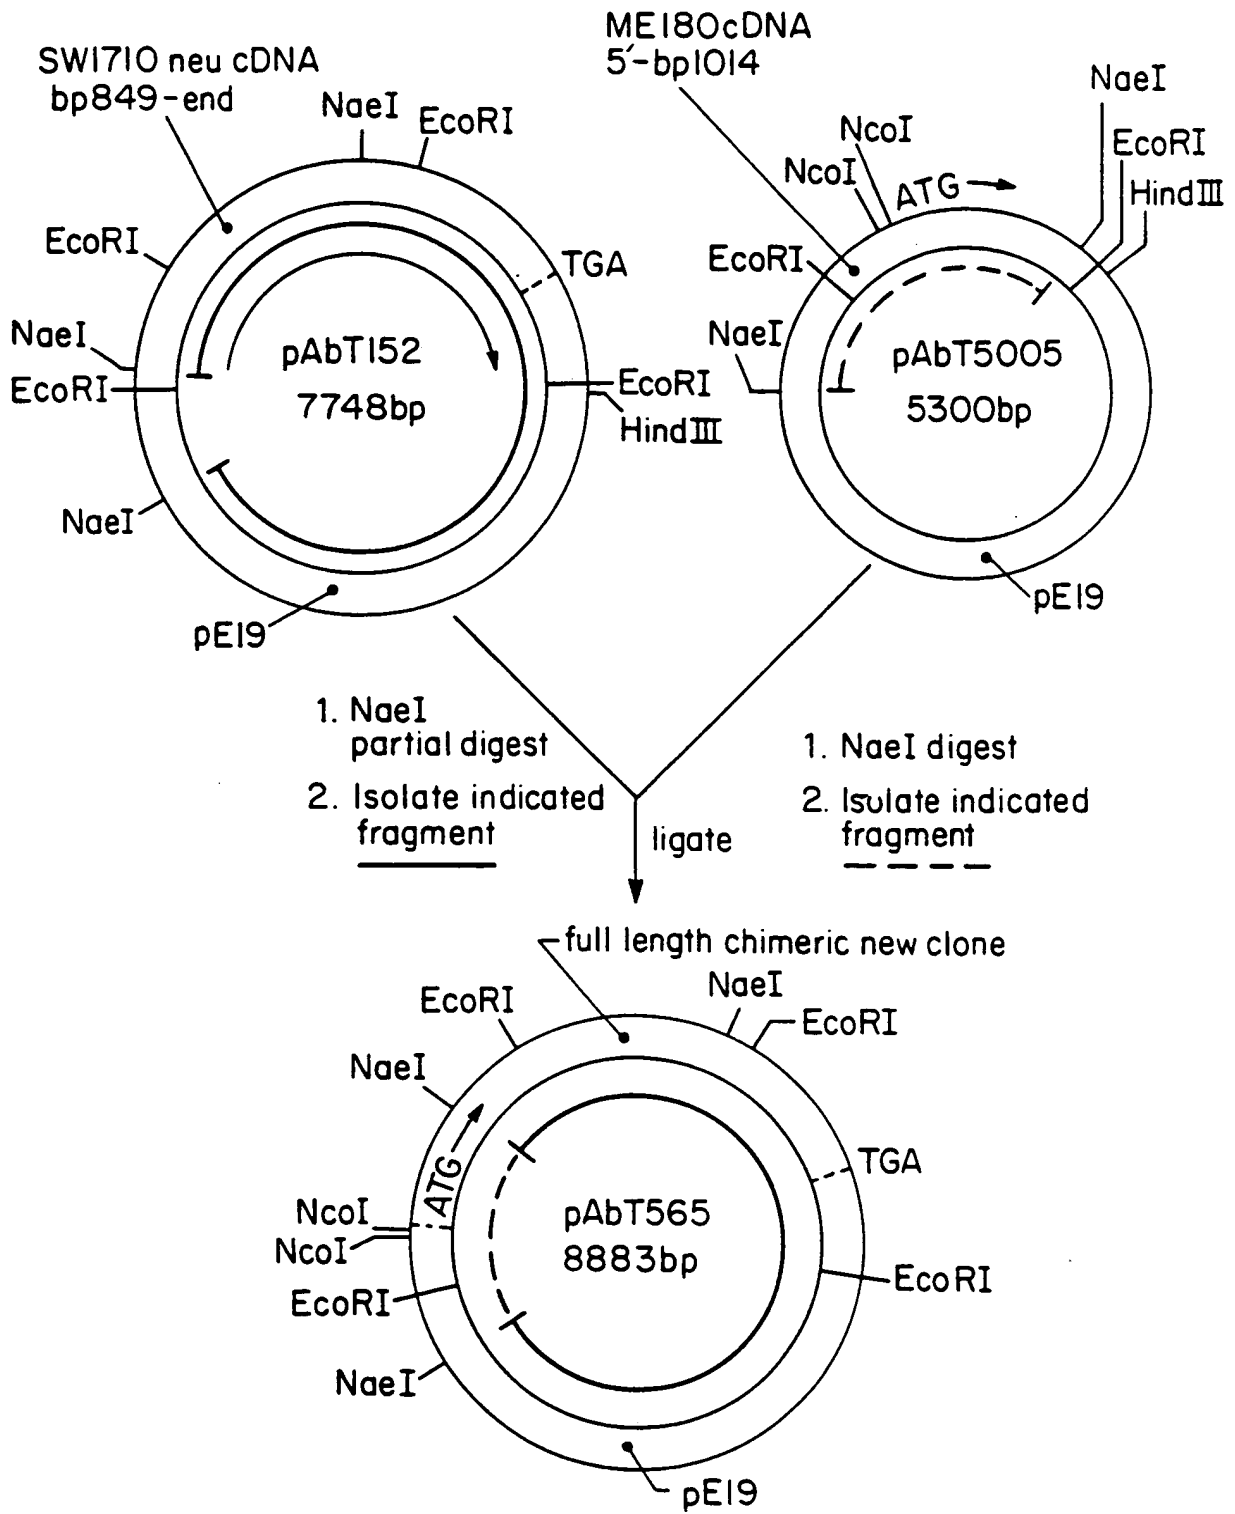 SW1710 neu cDNA
bp849-end
NaeI
EcoRI
EcoRI
NaeI
EcoRI
NaeI
TGA
EcoRI
HindIII
pAbT152
7748bp
pE19
ME180cDNA
5'-bp1014
NcoI
NcoI
ATG
NaeI
EcoRI
HindIII
EcoRI
NaeI
pAbT5005
5300bp
pE19
1. NaeI
partial digest
2. Isolate indicated
fragment
1. NaeI digest
2. Isolate indicated
fragment
ligate
full length chimeric new clone
NaeI
EcoRI
EcoRI
NaeI
ATG
TGA
NcoI
NcoI
EcoRI
NaeI
EcoRI
pAbT565
8883bp
pE19